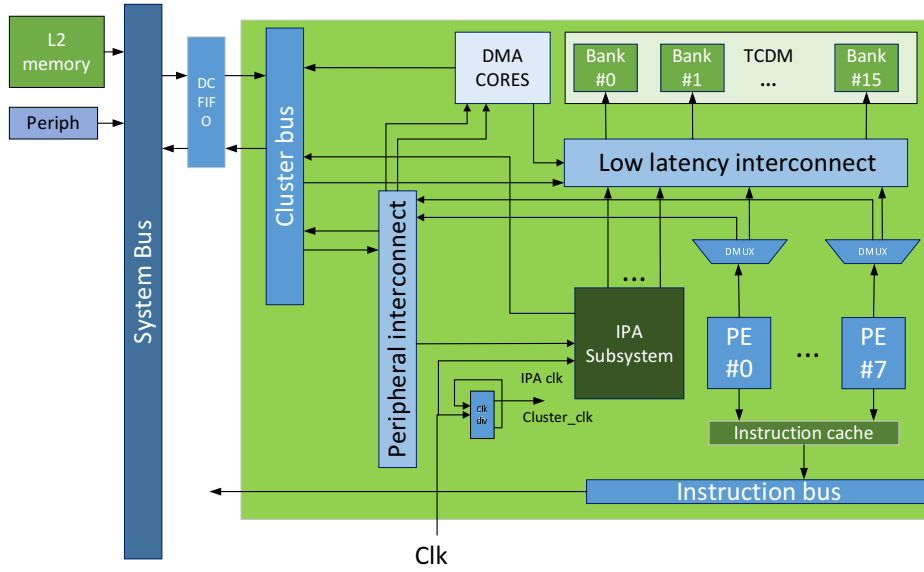 L2
memory
Periph
System Bus
DC
FIF
O
Cluster bus
DMA
CORES
Bank
#0
Bank
#1
TCDM
...
Bank
#15
Low latency interconnect
Peripheral interconnect
DMUX
DMUX
...
IPA
Subsystem
PE
#0
...
PE
#7
IPA clk
Clk
div
Cluster_clk
Instruction cache
Instruction bus
Clk